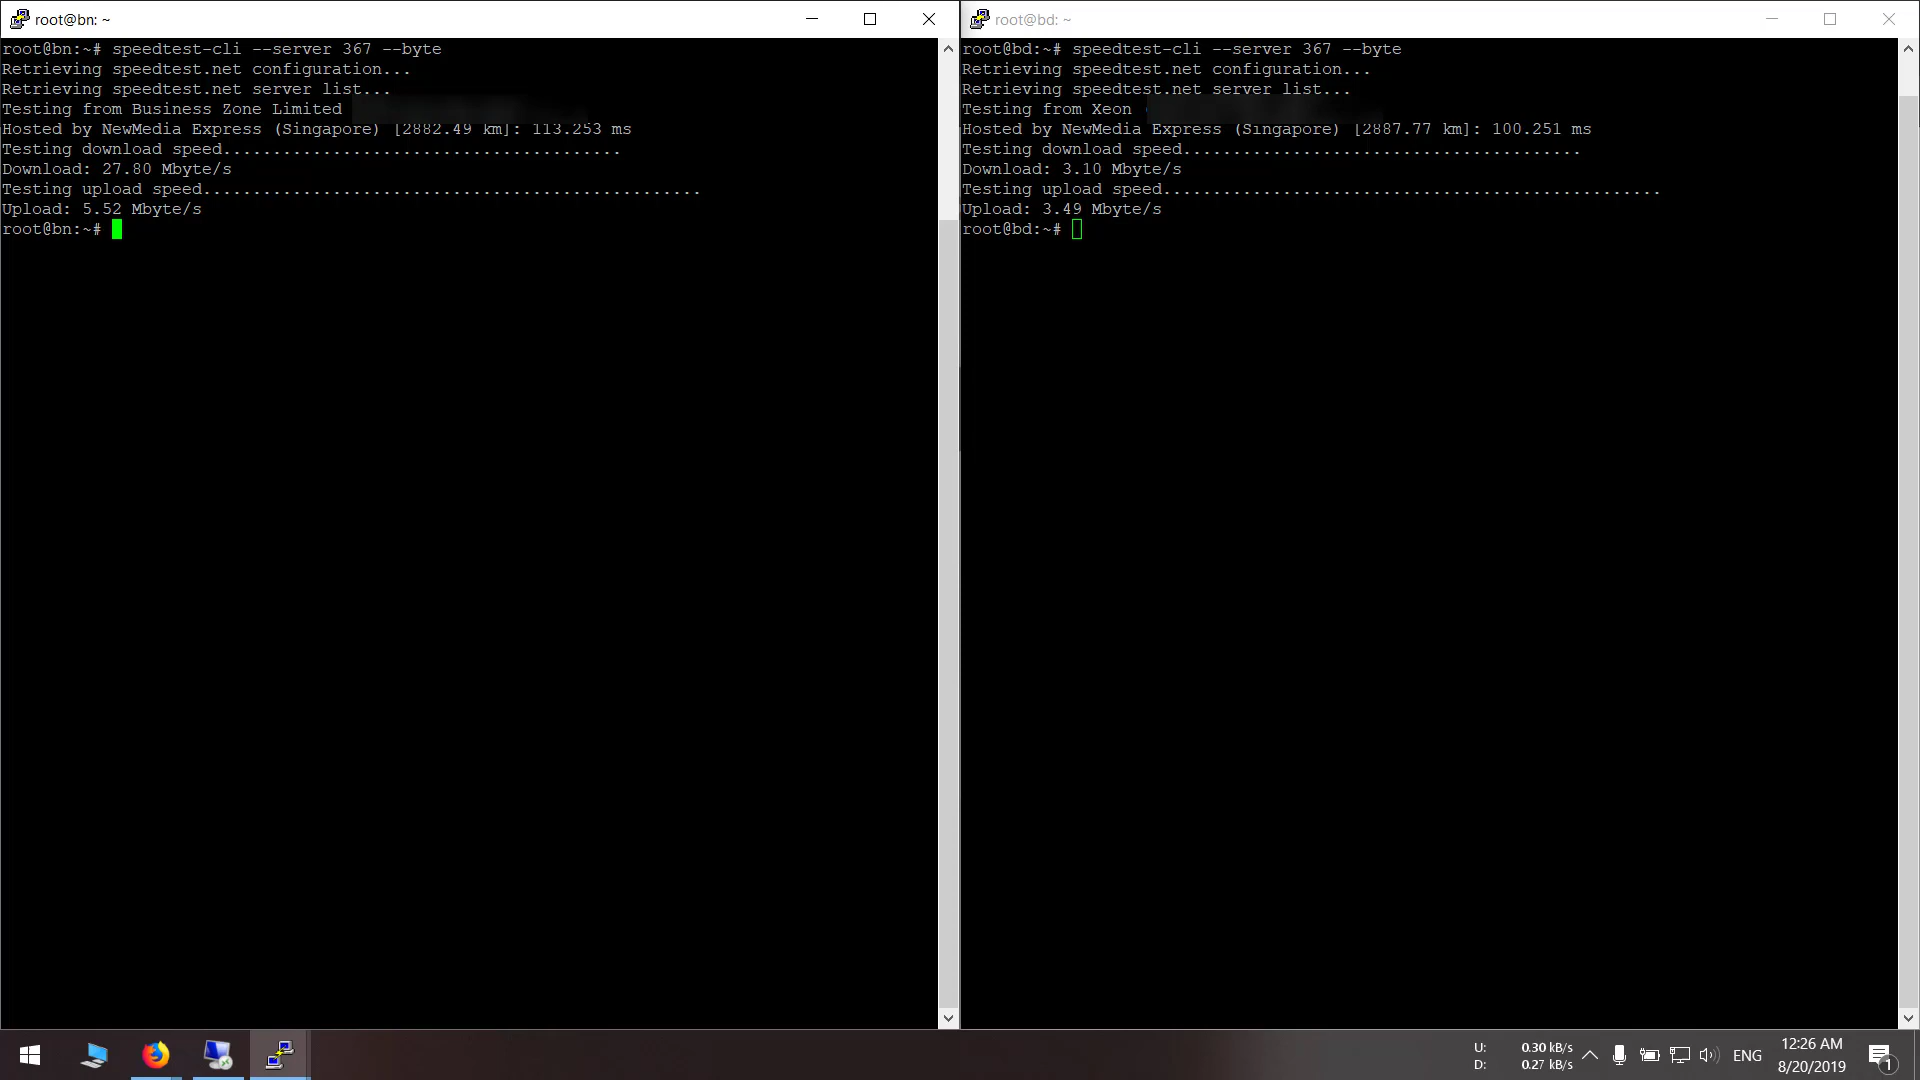 root@bn: ~
root@bn:~# speedtest-cli --server 367 --byte
Retrieving speedtest.net configuration...
Retrieving speedtest.net server list...
Testing from Business Zone Limited
Hosted by NewMedia Express (Singapore) [2882.49 km]: 113.253 ms
Testing download speed........................................
Download: 27.80 Mbyte/s
Testing upload speed..................................................
Upload: 5.52 Mbyte/s
root@bn:~#
root@bd: ~
root@bd:~# speedtest-cli --server 367 --byte
Retrieving speedtest.net configuration...
Retrieving speedtest.net server list...
Testing from Xeon
Hosted by NewMedia Express (Singapore) [2887.77 km]: 100.251 ms
Testing download speed........................................
Download: 3.10 Mbyte/s
Testing upload speed..................................................
Upload: 3.49 Mbyte/s
root@bd:~#
U: 0.30 kB/s
D: 0.27 kB/s
ENG
12:26 AM
8/20/2019
1